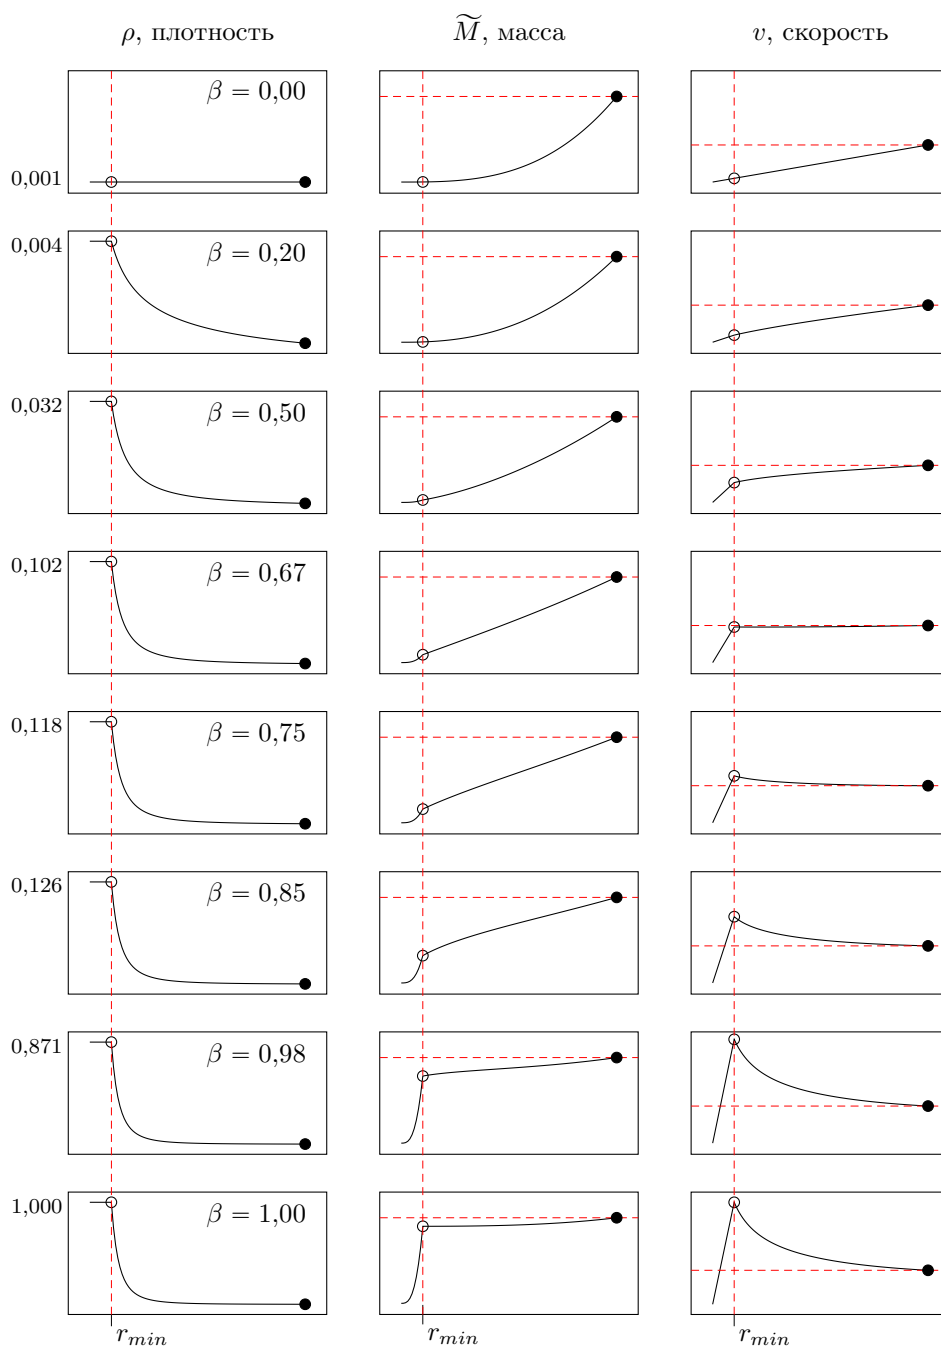 ρ, плотность
M̃, масса
v, скорость
β = 0,00
0,001
β = 0,20
0,004
β = 0,50
0,032
β = 0,67
0,102
β = 0,75
0,118
β = 0,85
0,126
β = 0,98
0,871
β = 1,00
1,000
r_min
r_min
r_min